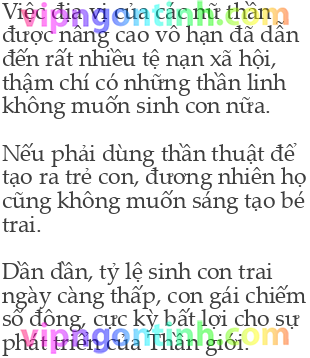 Việc địa vị của các nữ thần
được nâng cao vô hạn đã dẫn
đến rất nhiều tệ nạn xã hội,
thậm chí có những thần linh
không muốn sinh con nữa.
Nếu phải dùng thần thuật để
tạo ra trẻ con, đương nhiên họ
cũng không muốn sáng tạo bé
trai.
Dần dần, tỷ lệ sinh con trai
ngày càng thấp, con gái chiếm
số đông, cực kỳ bất lợi cho sự
phát triển của Thần giới.
vipngontinh.com
vipngontinh.com